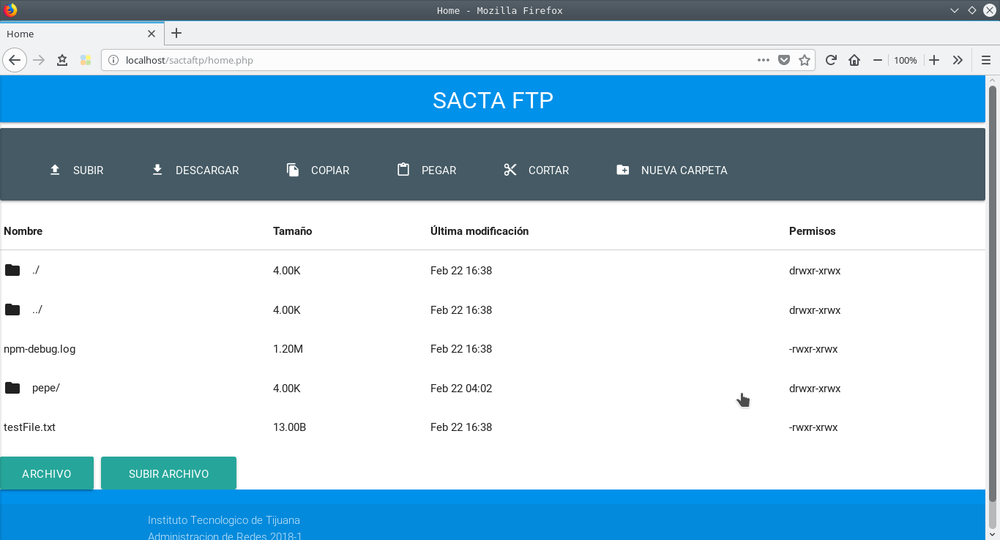 Home - Mozilla Firefox
Home
localhost/sactaftp/home.php
100%
SACTA FTP
SUBIR DESCARGAR COPIAR PEGAR CORTAR NUEVA CARPETA
Nombre Tamaño Última modificación Permisos
./ 4.00K Feb 22 16:38 drwxr-xrwx
../ 4.00K Feb 22 16:38 drwxr-xrwx
npm-debug.log 1.20M Feb 22 16:38 -rwxr-xrwx
pepe/ 4.00K Feb 22 04:02 drwxr-xrwx
testFile.txt 13.00B Feb 22 16:38 -rwxr-xrwx
ARCHIVO SUBIR ARCHIVO
Instituto Tecnologico de Tijuana
Administracion de Redes 2018-1